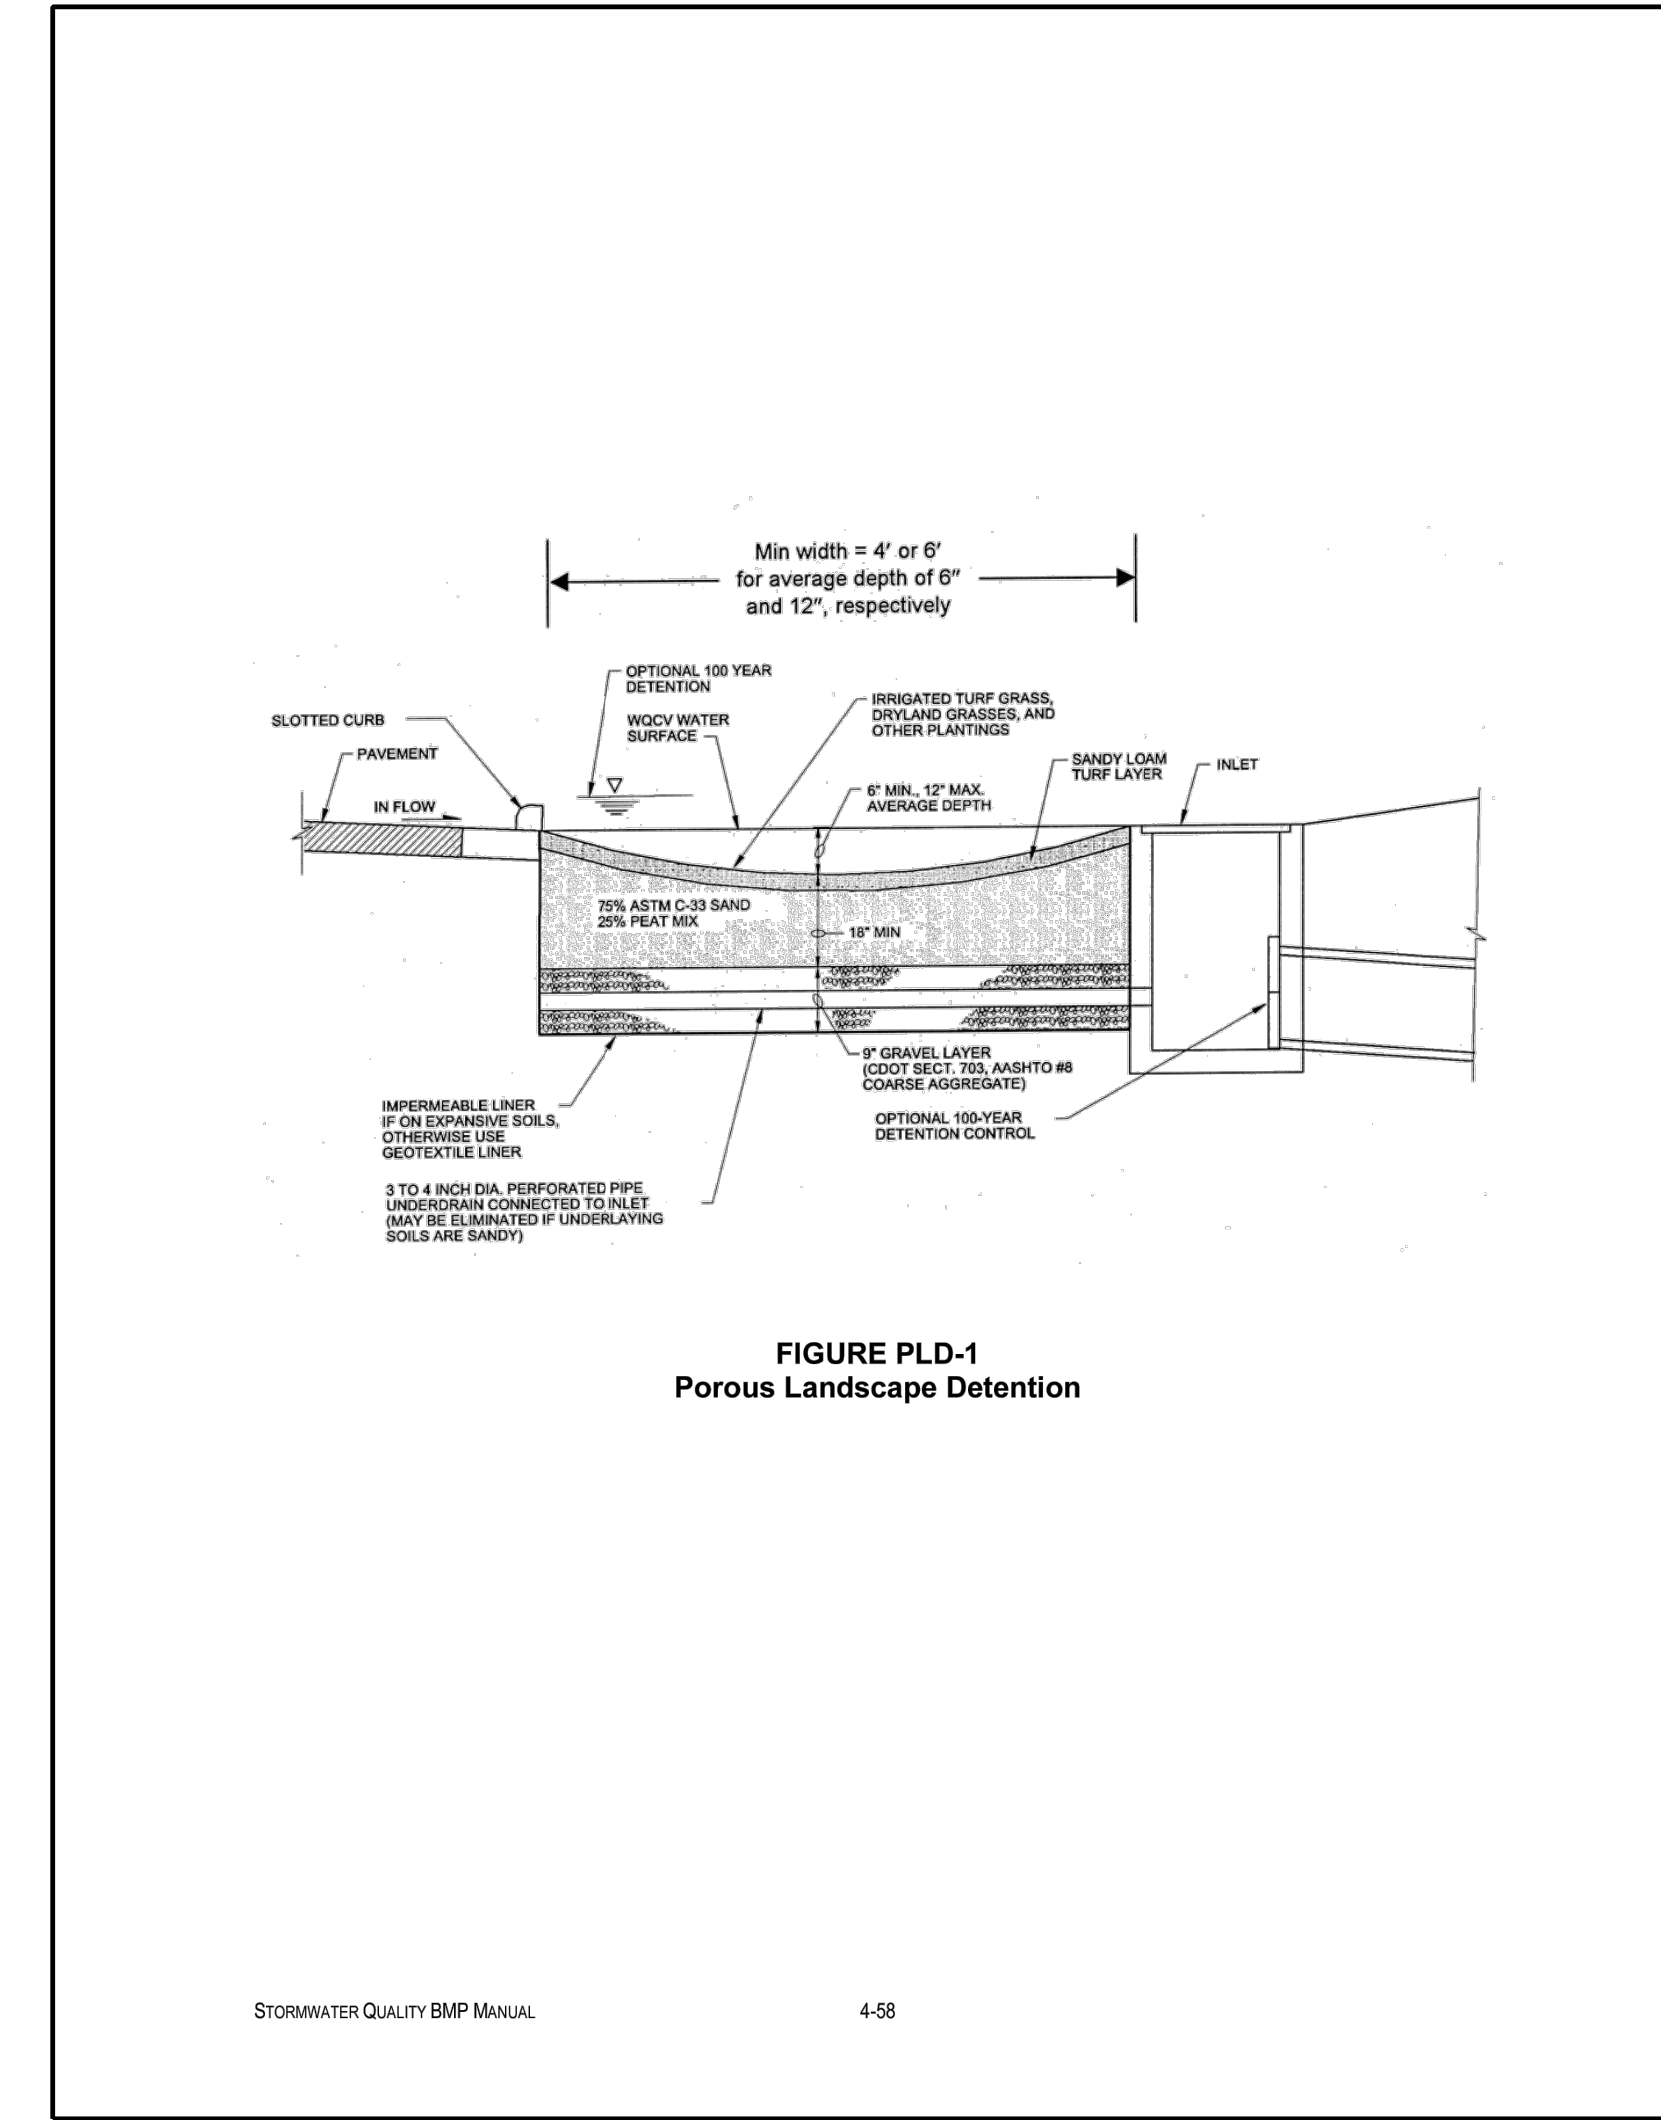 Min width = 4' or 6'
for average depth of 6"
and 12", respectively
OPTIONAL 100 YEAR
DETENTION
SLOTTED CURB
WQCV WATER
SURFACE
IRRIGATED TURF GRASS,
DRYLAND GRASSES, AND
OTHER PLANTINGS
PAVEMENT
SANDY LOAM
TURF LAYER
INLET
IN FLOW
6" MIN., 12" MAX.
AVERAGE DEPTH
75% ASTM C-33 SAND
25% PEAT MIX
18" MIN
9" GRAVEL LAYER
(CDOT SECT. 703, AASHTO #8
COARSE AGGREGATE)
IMPERMEABLE LINER
IF ON EXPANSIVE SOILS,
OTHERWISE USE
GEOTEXTILE LINER
OPTIONAL 100-YEAR
DETENTION CONTROL
3 TO 4 INCH DIA. PERFORATED PIPE
UNDERDRAIN CONNECTED TO INLET
(MAY BE ELIMINATED IF UNDERLAYING
SOILS ARE SANDY)
FIGURE PLD-1
Porous Landscape Detention
STORMWATER QUALITY BMP MANUAL
4-58